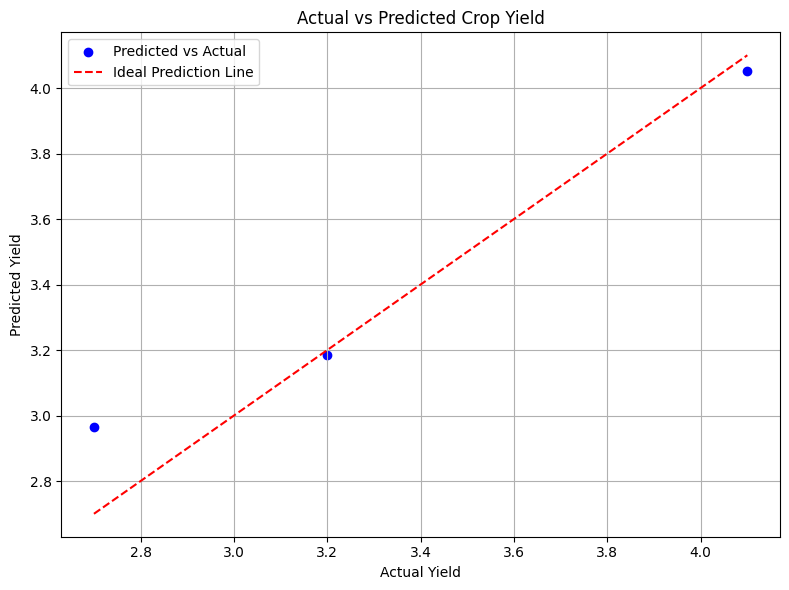 Actual vs Predicted Crop Yield
Predicted vs Actual
Ideal Prediction Line
Predicted Yield
4.0
3.8
3.6
3.4
3.2
3.0
2.8
2.8 3.0 3.2 3.4 3.6 3.8 4.0
Actual Yield